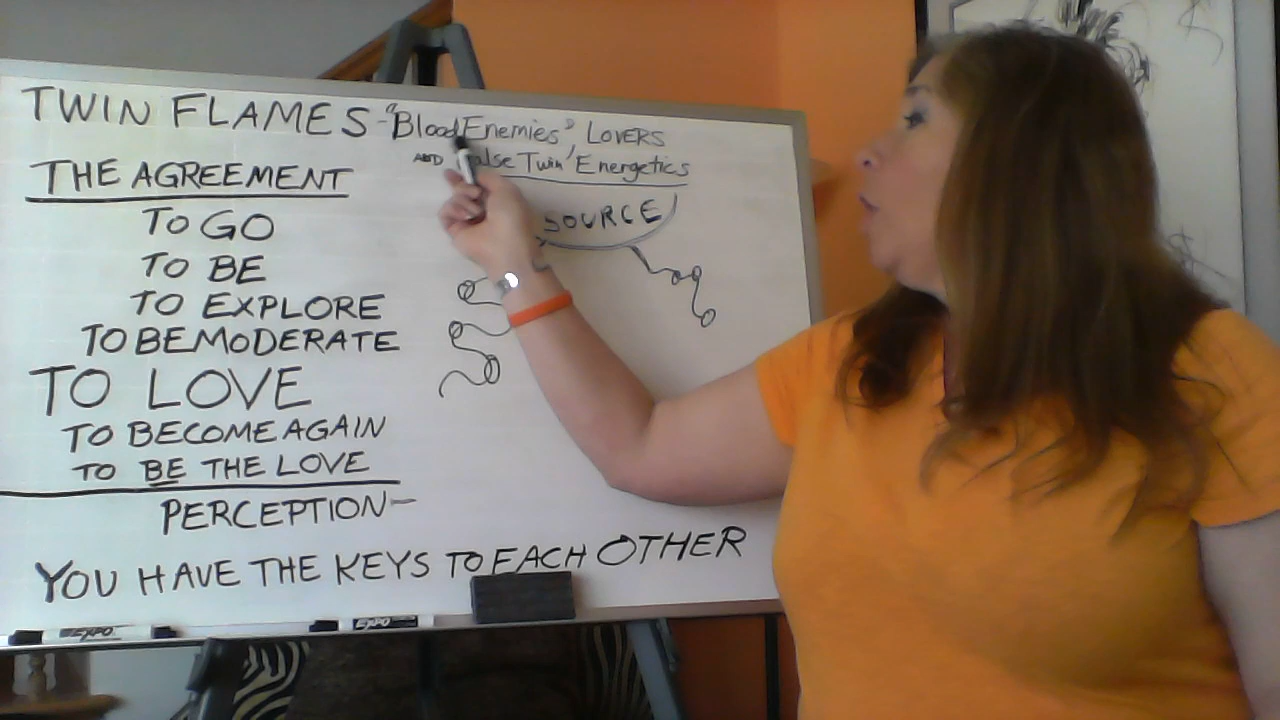 TWIN FLAMES - "Blood Enemies" LOVERS
AND False Twin' Energetics
THE AGREEMENT
SOURCE
TO GO
TO BE
TO EXPLORE
TO BE MODERATE
TO LOVE
TO BECOME AGAIN
TO BE THE LOVE
PERCEPTION-
YOU HAVE THE KEYS TO EACH OTHER
EXPO
EXPO